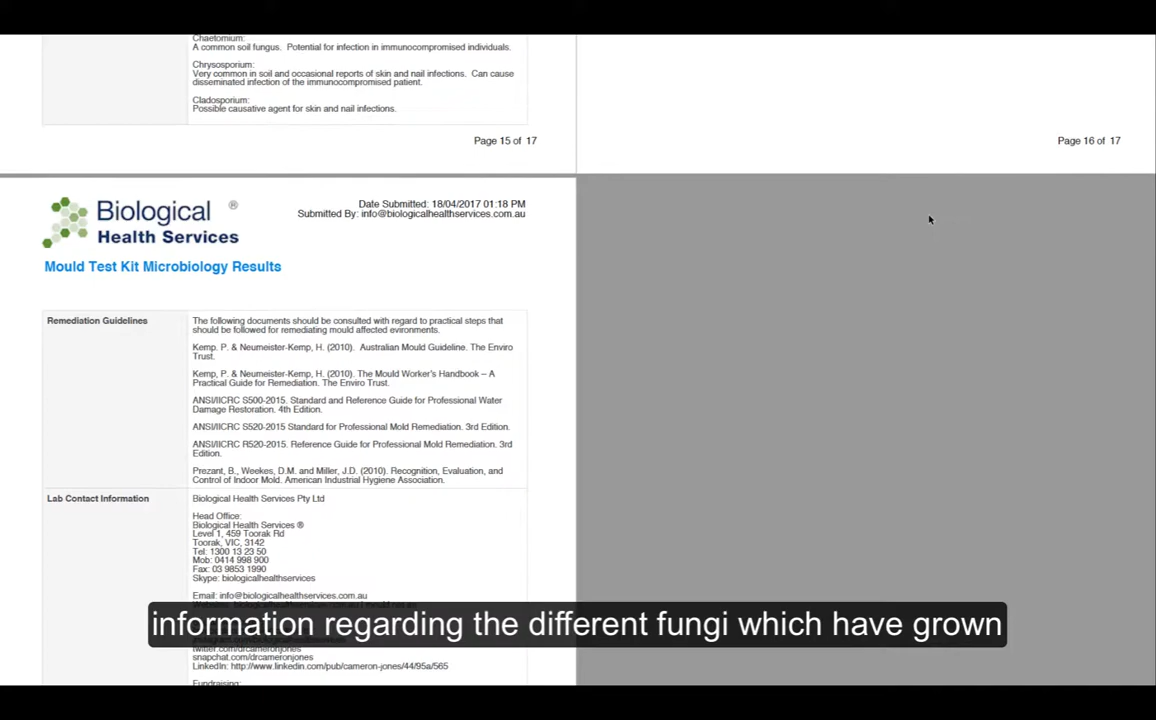 Chaetomium:
A common soil fungus. Potential for infection in immunocompromised individuals.
Chrysosporium:
Very common in soil and occasional reports of skin and nail infections. Can cause
disseminated infection of the immunocompromised patient.
Cladosporium:
Possible causative agent for skin and nail infections.
Page 15 of 17
Page 16 of 17
Biological ®
Health Services
Date Submitted: 18/04/2017 01:18 PM
Submitted By: info@biologicalhealthservices.com.au
Mould Test Kit Microbiology Results
Remediation Guidelines
The following documents should be consulted with regard to practical steps that
should be followed for remediating mould affected evironments.
Kemp. P. & Neumeister-Kemp, H. (2010). Australian Mould Guideline. The Enviro
Trust.
Kemp, P. & Neumeister-Kemp, H. (2010). The Mould Worker's Handbook – A
Practical Guide for Remediation. The Enviro Trust.
ANSI/IICRC S500-2015. Standard and Reference Guide for Professional Water
Damage Restoration. 4th Edition.
ANSI/IICRC S520-2015 Standard for Professional Mold Remediation. 3rd Edition.
ANSI/IICRC R520-2015. Reference Guide for Professional Mold Remediation. 3rd
Edition.
Prezant, B., Weekes, D.M. and Miller, J.D. (2010). Recognition, Evaluation, and
Control of Indoor Mold. American Industrial Hygiene Association.
Lab Contact Information
Biological Health Services Pty Ltd
Head Office:
Biological Health Services ®
Level 1, 459 Toorak Rd
Toorak, VIC, 3142
Tel: 1300 13 23 50
Mob: 0414 998 900
Fax: 03 9853 1990
Skype: biologicalhealthservices
Email: info@biologicalhealthservices.com.au
information regarding the different fungi which have grown
twitter.com/drcameronjones
snapchat.com/drcameronjones
LinkedIn: http://www.linkedin.com/pub/cameron-jones/44/95a/565
Fundraising: